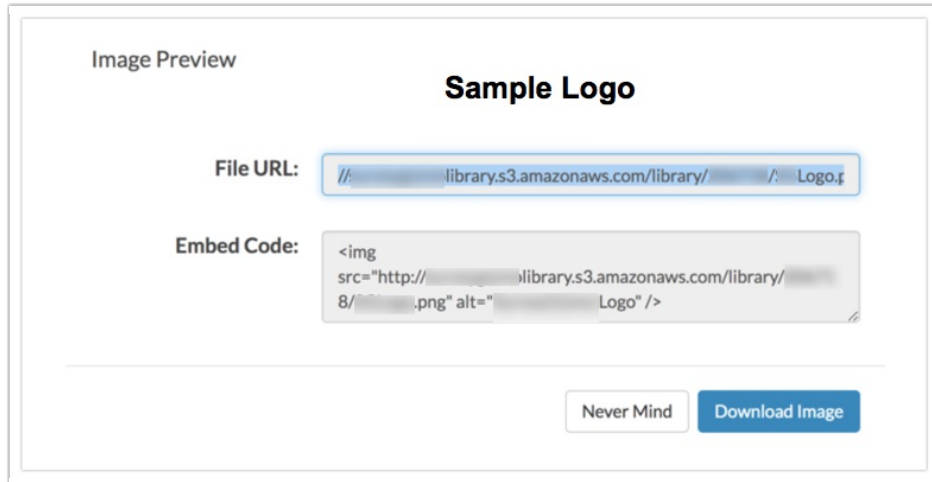 Image Preview
Sample Logo
File URL:
// library.s3.amazonaws.com/library/ / Logo.p
Embed Code:
<img
src="http:// library.s3.amazonaws.com/library/
8/ .png" alt=" Logo" />
Never Mind
Download Image